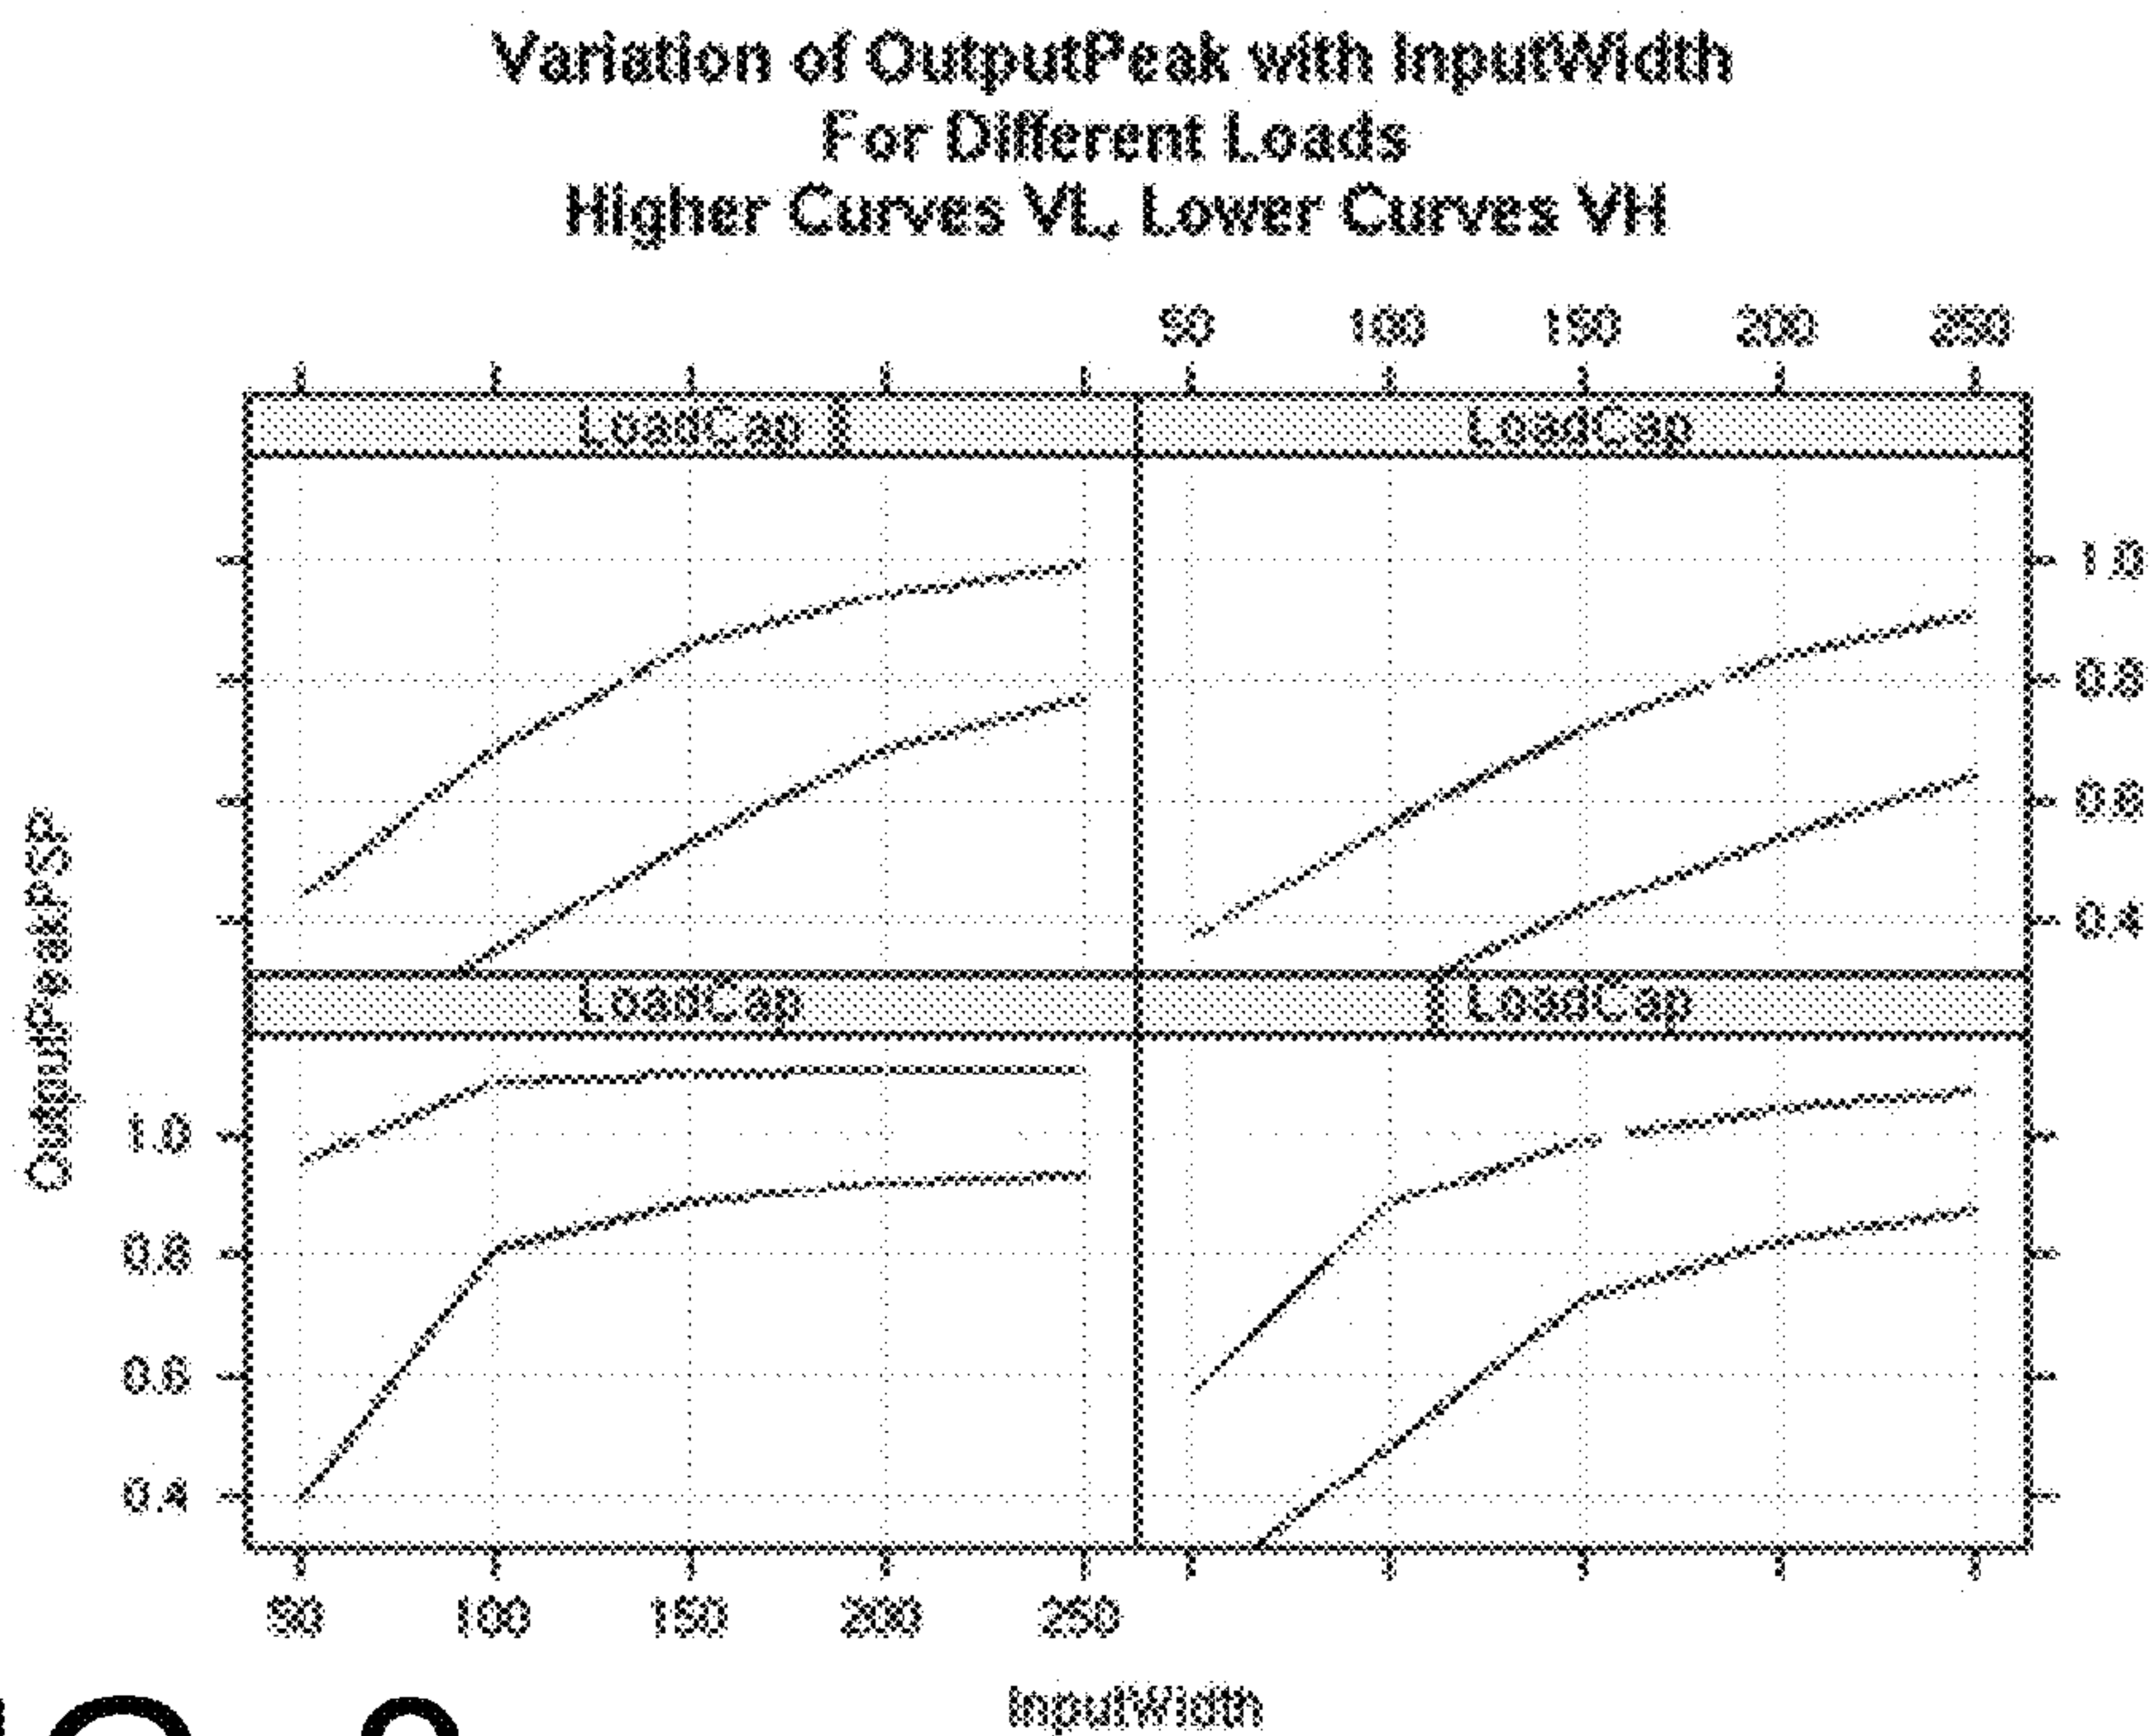 Variation of OutputPeak with InputWidth
For Different Loads
Higher Curves VL, Lower Curves VH
50 100 150 200 250
LoadCap LoadCap
1.0
0.8
0.6
0.4
LoadCap LoadCap
OutputPeakPSP
1.0
0.8
0.6
0.4
50 100 150 200 250
InputWidth